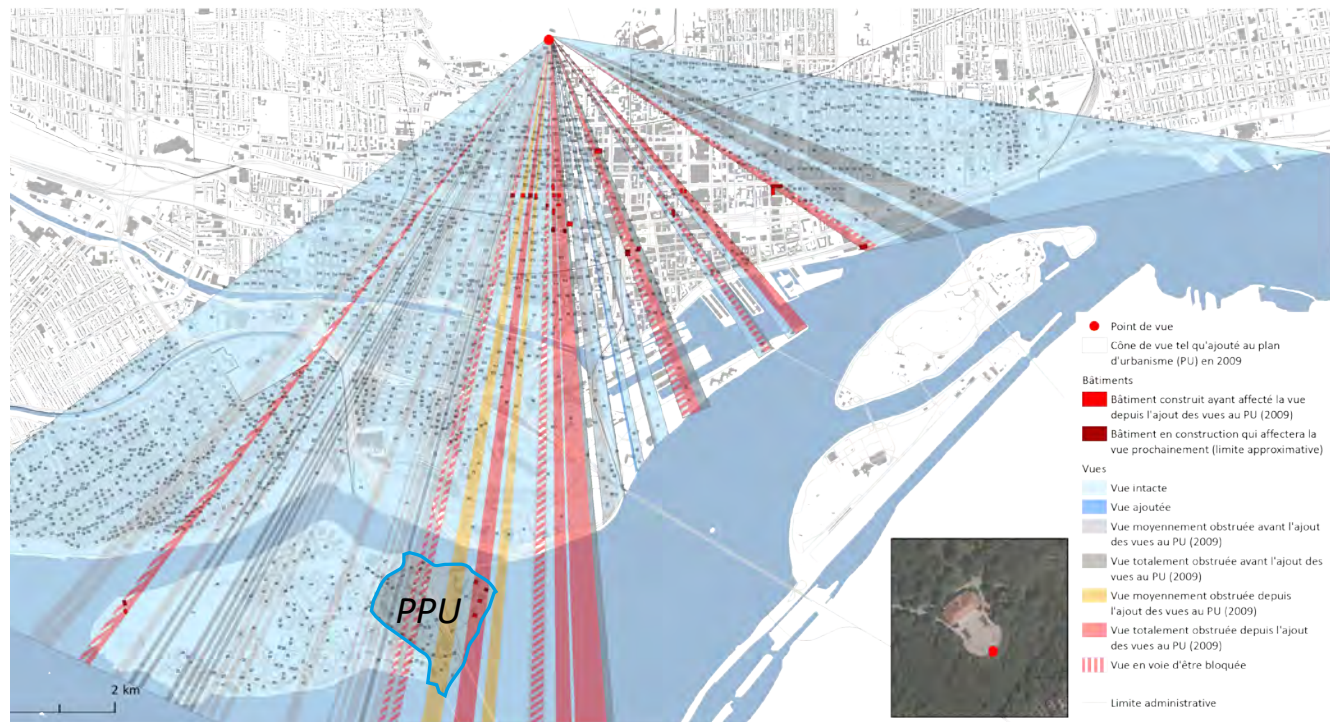 Point de vue
Cône de vue tel qu'ajouté au plan
d'urbanisme (PU) en 2009
Bâtiments
Bâtiment construit ayant affecté la vue
depuis l'ajout des vues au PU (2009)
Bâtiment en construction qui affectera la
vue prochainement (limite approximative)
Vues
Vue intacte
Vue ajoutée
Vue moyennement obstruée avant l'ajout
des vues au PU (2009)
Vue totalement obstruée avant l'ajout des
vues au PU (2009)
Vue moyennement obstruée depuis
l'ajout des vues au PU (2009)
Vue totalement obstruée depuis l'ajout
des vues au PU (2009)
Vue en voie d'être bloquée
Limite administrative
PPU
2 km